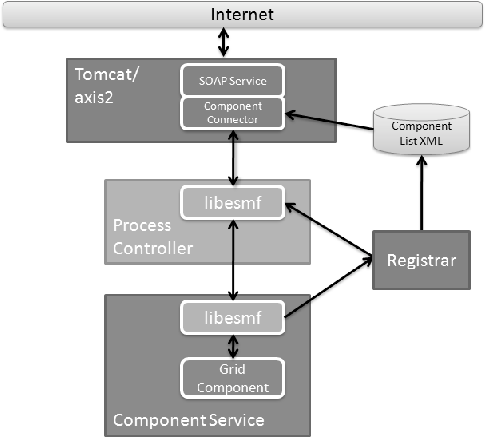 Internet
Tomcat/
axis2
SOAP Service
Component
Connector
Component
List XML
libesmf
Process
Controller
Registrar
libesmf
Grid
Component
Component Service